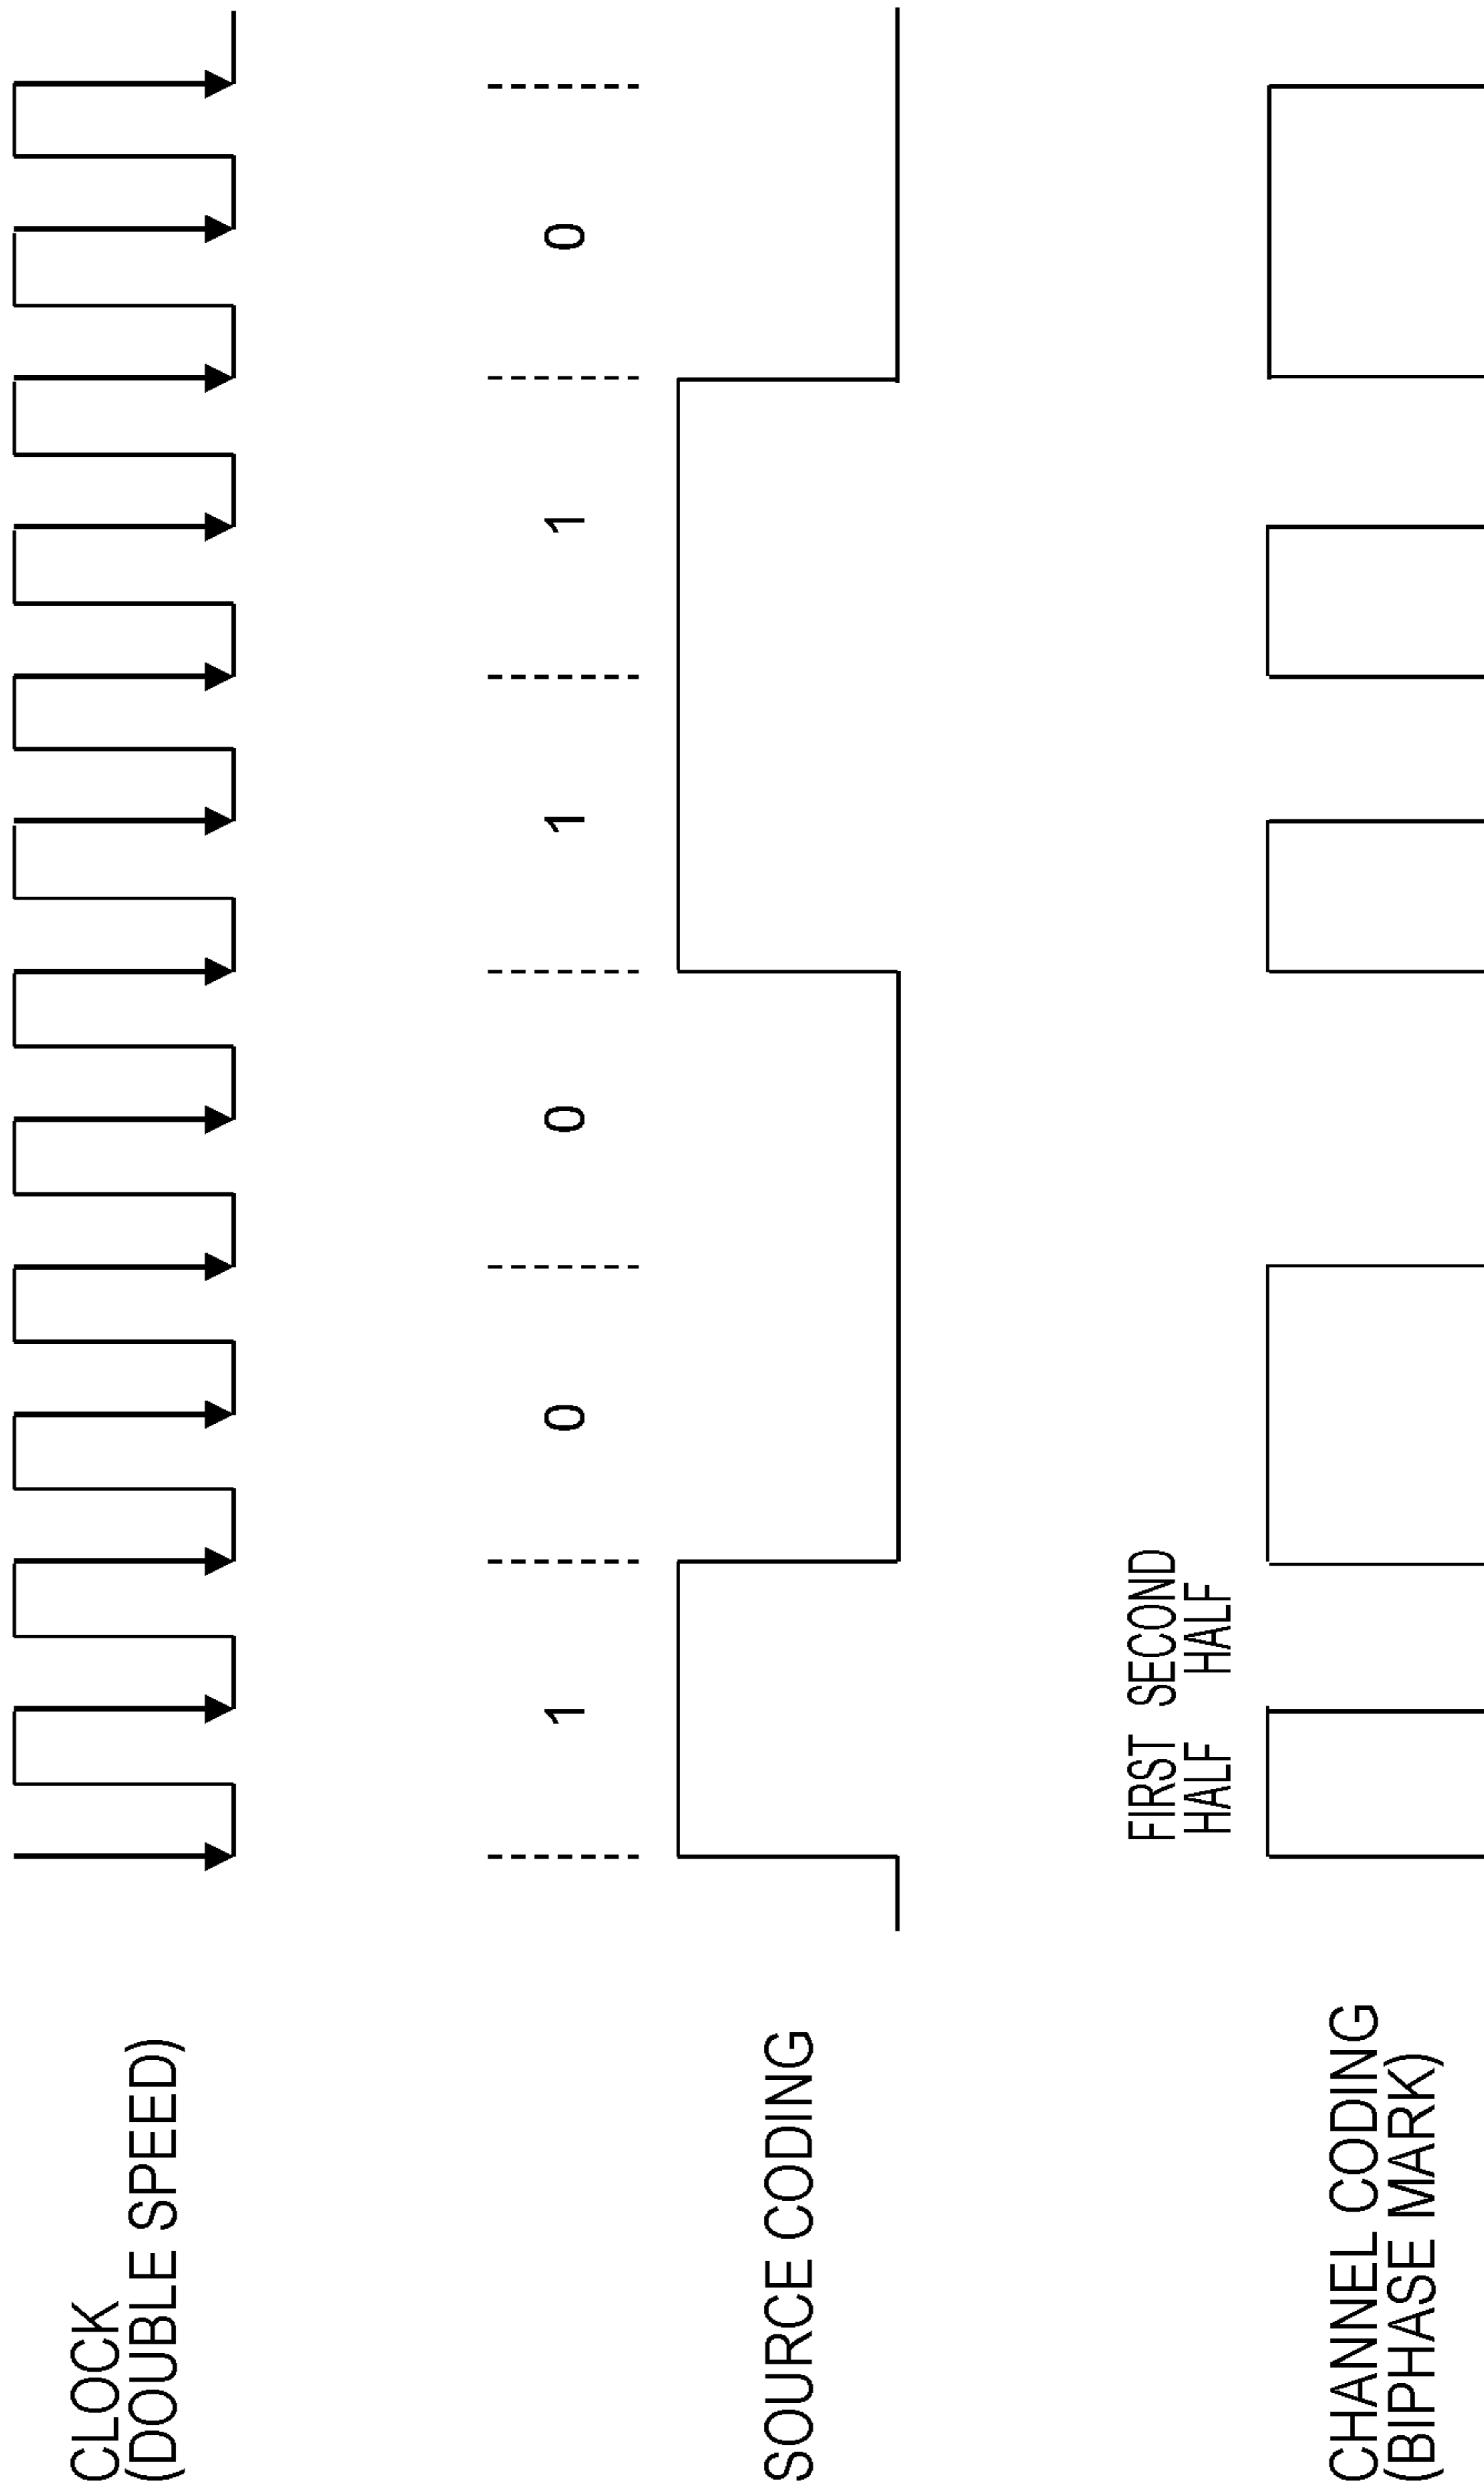 CLOCK
(DOUBLE SPEED)
1 0 0 1 1 0
SOURCE CODING
FIRST SECOND
HALF HALF
CHANNEL CODING
(BIPHASE MARK)